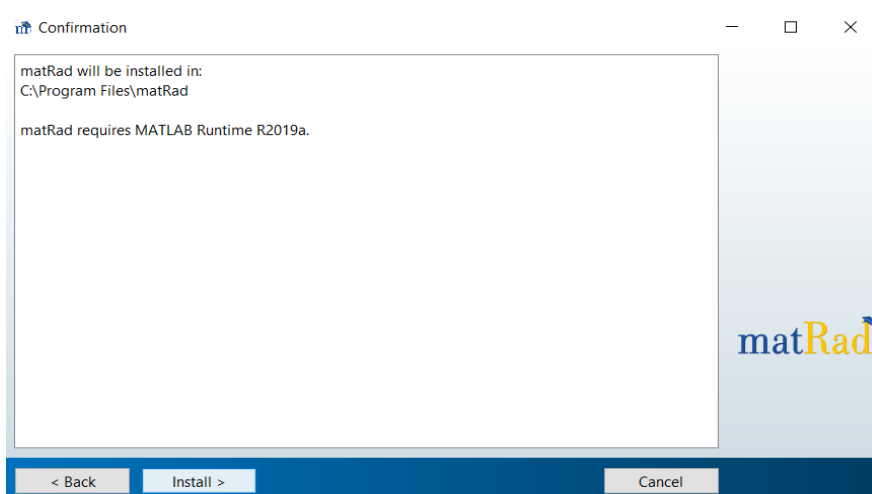 Confirmation
matRad will be installed in:
C:\Program Files\matRad
matRad requires MATLAB Runtime R2019a.
matRad
< Back
Install >
Cancel